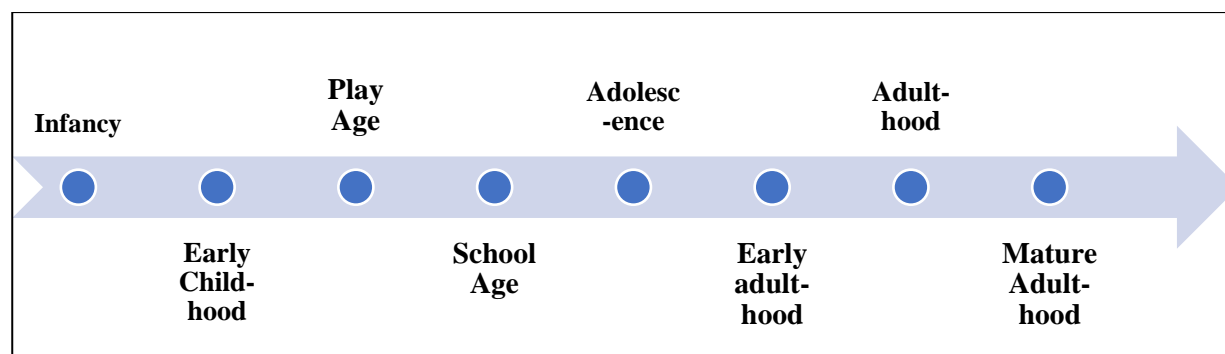 Infancy
Early
Child-
hood
Play
Age
School
Age
Adolesc
-ence
Early
adult-
hood
Adult-
hood
Mature
Adult-
hood